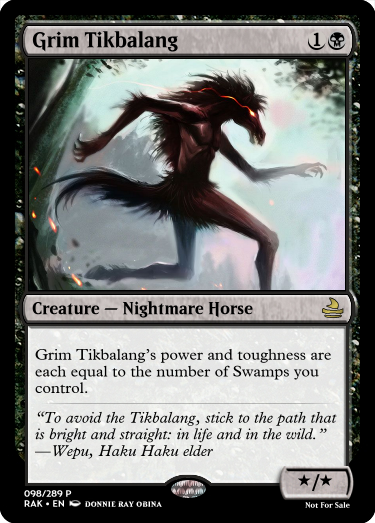 Grim Tikbalang 1
Creature — Nightmare Horse
Grim Tikbalang's power and toughness are
each equal to the number of Swamps you
control.
“To avoid the Tikbalang, stick to the path that
is bright and straight: in life and in the wild.”
—Wepu, Haku Haku elder
★/★
098/289 P
RAK • EN DONNIE RAY OBINA
Not For Sale